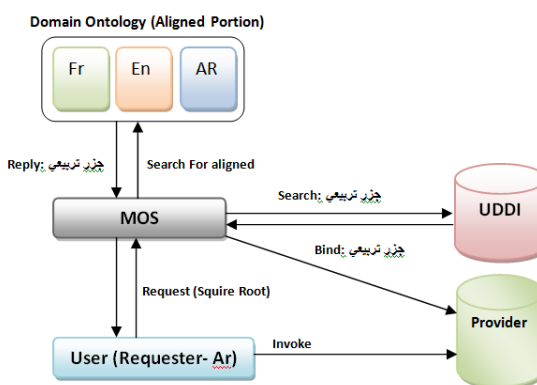 Domain Ontology (Aligned Portion)
Fr
En
AR
Reply: جزر تربيعي
Search For aligned
MOS
Search: جزر تربيعي
UDDI
Bind: جزر تربيعي
Request (Squire Root)
Provider
User (Requester- Ar)
Invoke